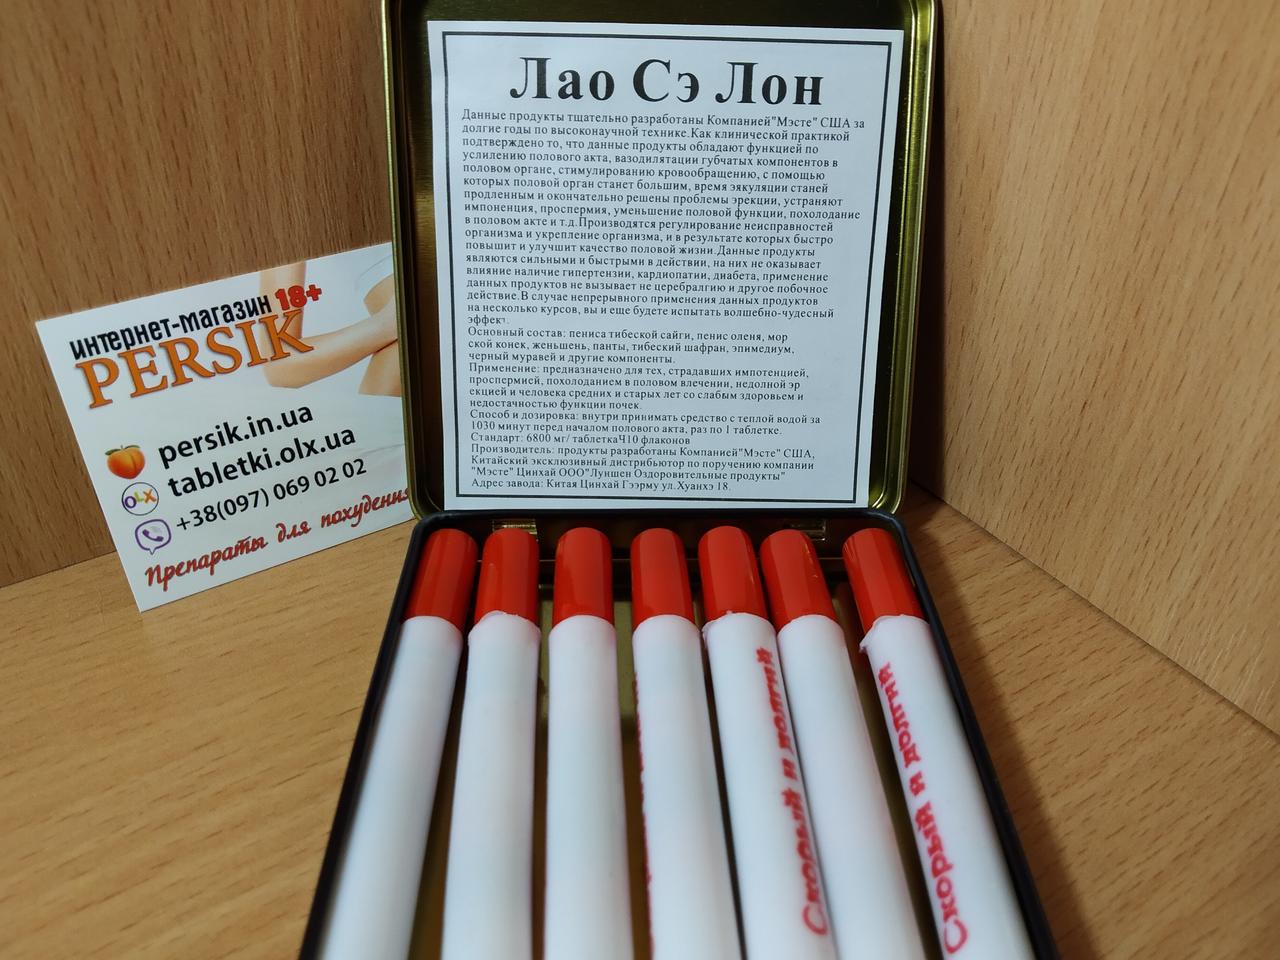 Лао Сэ Лон
Данные продукты тщательно разработаны Компанией"Мэсте" США за
долгие годы по высоконаучной технике.Как клинической практикой
подтверждено то, что данные продукты обладают функцией по
усилению полового акта, вазодилятации губчатых компонентов в
половом органе, стимулированию кровообращению, с помощью
которых половой орган станет большим, время эякуляции станей
продленным и окончательно решены проблемы эрекции, устраняют
импоненция, просперимя, уменьшение половой функции, похолодание
в половом акте и т.д.Производятся регулирование неисправностей
организма и укрепление организма, и в результате которых быстро
повышит и улучшит качество половой жизни.Данные продукты
являются сильными и быстрыми в действии, на них не оказывает
влияние наличие гипертензии, кардиопатии, диабета, применение
данных продуктов не вызывает не церебралгию и другое побочное
действие.В случае непрерывного применения данных продуктов
на несколько курсов, вы и еще будете испытать волшебно-чудесный
эффект.
Основный состав: пениса тибеской сайги, пенис оленя, мор
ской конек, женьшень, панты, тибеский шафран, эпимедиум,
черный муравей и другие компоненты.
Применение: предназначено для тех, страдавших импотенцией,
проспермией, похолоданием в половом влечении, недолной эр
екцией и человека средних и старых лет со слабым здоровьем и
недостачностью функции почек.
Способ и дозировка: внутри принимать средство с теплой водой за
1030 минут перед началом полового акта, раз по 1 таблетке.
Стандарт: 6800 мг/ таблеткаЧ10 флаконов
Производитель: продукты разработаны Компанией"Мэсте" США,
Китайский эксклюзивный дистрибьютор по поручению компании
"Мэсте" Цинхай ООО"Луншен Оздоровительные продукты"
Адрес завода: Китая Цинхай Гээрму ул.Хуанхэ 18.
интернет-магазин 18+
PERSIK
persik.in.ua
OLX tabletki.olx.ua
+38(097) 069 02 02
Препараты для похудения
Скорый и долгий
Скорый и долгий